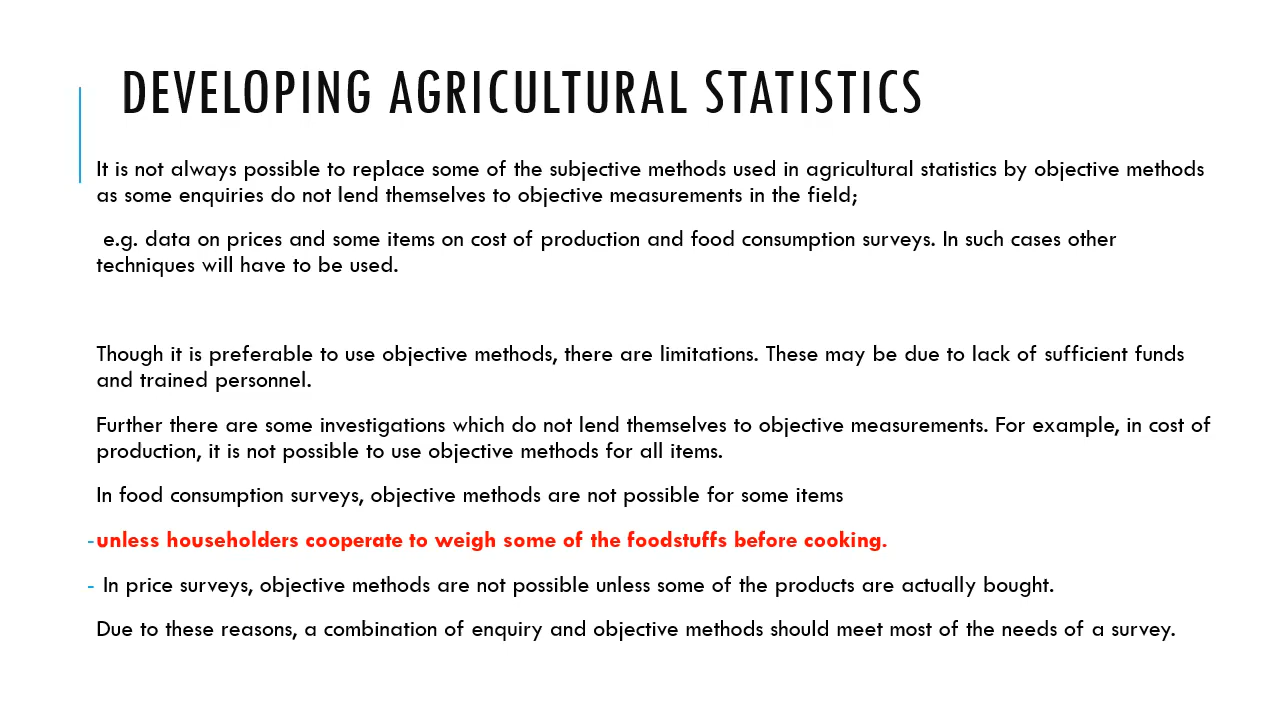 DEVELOPING AGRICULTURAL STATISTICS
It is not always possible to replace some of the subjective methods used in agricultural statistics by objective methods
as some enquiries do not lend themselves to objective measurements in the field;
e.g. data on prices and some items on cost of production and food consumption surveys. In such cases other
techniques will have to be used.
Though it is preferable to use objective methods, there are limitations. These may be due to lack of sufficient funds
and trained personnel.
Further there are some investigations which do not lend themselves to objective measurements. For example, in cost of
production, it is not possible to use objective methods for all items.
In food consumption surveys, objective methods are not possible for some items
-unless householders cooperate to weigh some of the foodstuffs before cooking.
- In price surveys, objective methods are not possible unless some of the products are actually bought.
Due to these reasons, a combination of enquiry and objective methods should meet most of the needs of a survey.